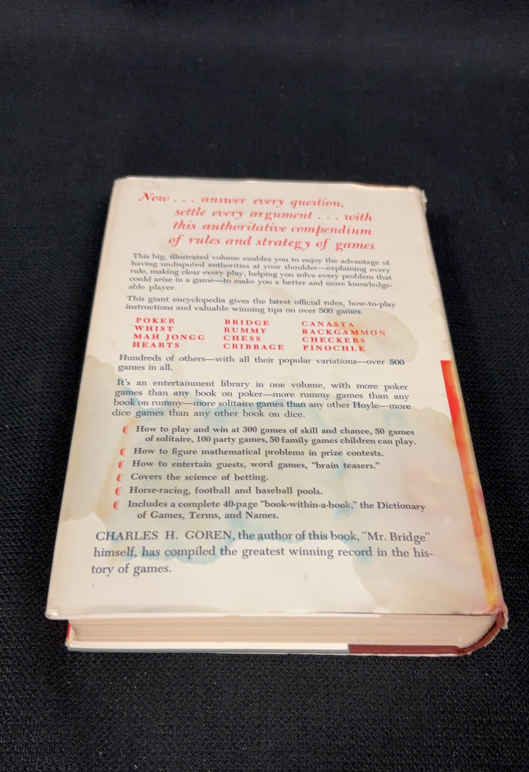 Now . . . answer every question,
settle every argument . . . with
this authoritative compendium
of rules and strategy of games
This big, illustrated volume enables you to enjoy the advantage of
having undisputed authorities at your shoulder—explaining every
rule, making clear every play, helping you solve every problem that
could arise in a game—to make you a better and more knowledge-
able player.
This giant encyclopedia gives the latest official rules, how-to-play
instructions and valuable winning tips on over 500 games.
POKER BRIDGE CANASTA
WHIST RUMMY BACKGAMMON
MAH JONGG CHESS CHECKERS
HEARTS CRIBBAGE PINOCHLE
Hundreds of others—with all their popular variations—over 500
games in all.
It's an entertainment library in one volume, with more poker
games than any book on poker—more rummy games than any
book on rummy—more solitaire games than any other Hoyle—more
dice games than any other book on dice.
How to play and win at 300 games of skill and chance, 50 games
of solitaire, 100 party games, 50 family games children can play.
How to figure mathematical problems in prize contests.
How to entertain guests, word games, "brain teasers."
Covers the science of betting.
Horse-racing, football and baseball pools.
Includes a complete 40-page "book-within-a-book," the Dictionary
of Games, Terms, and Names.
CHARLES H. GOREN, the author of this book, "Mr. Bridge"
himself, has compiled the greatest winning record in the his-
tory of games.